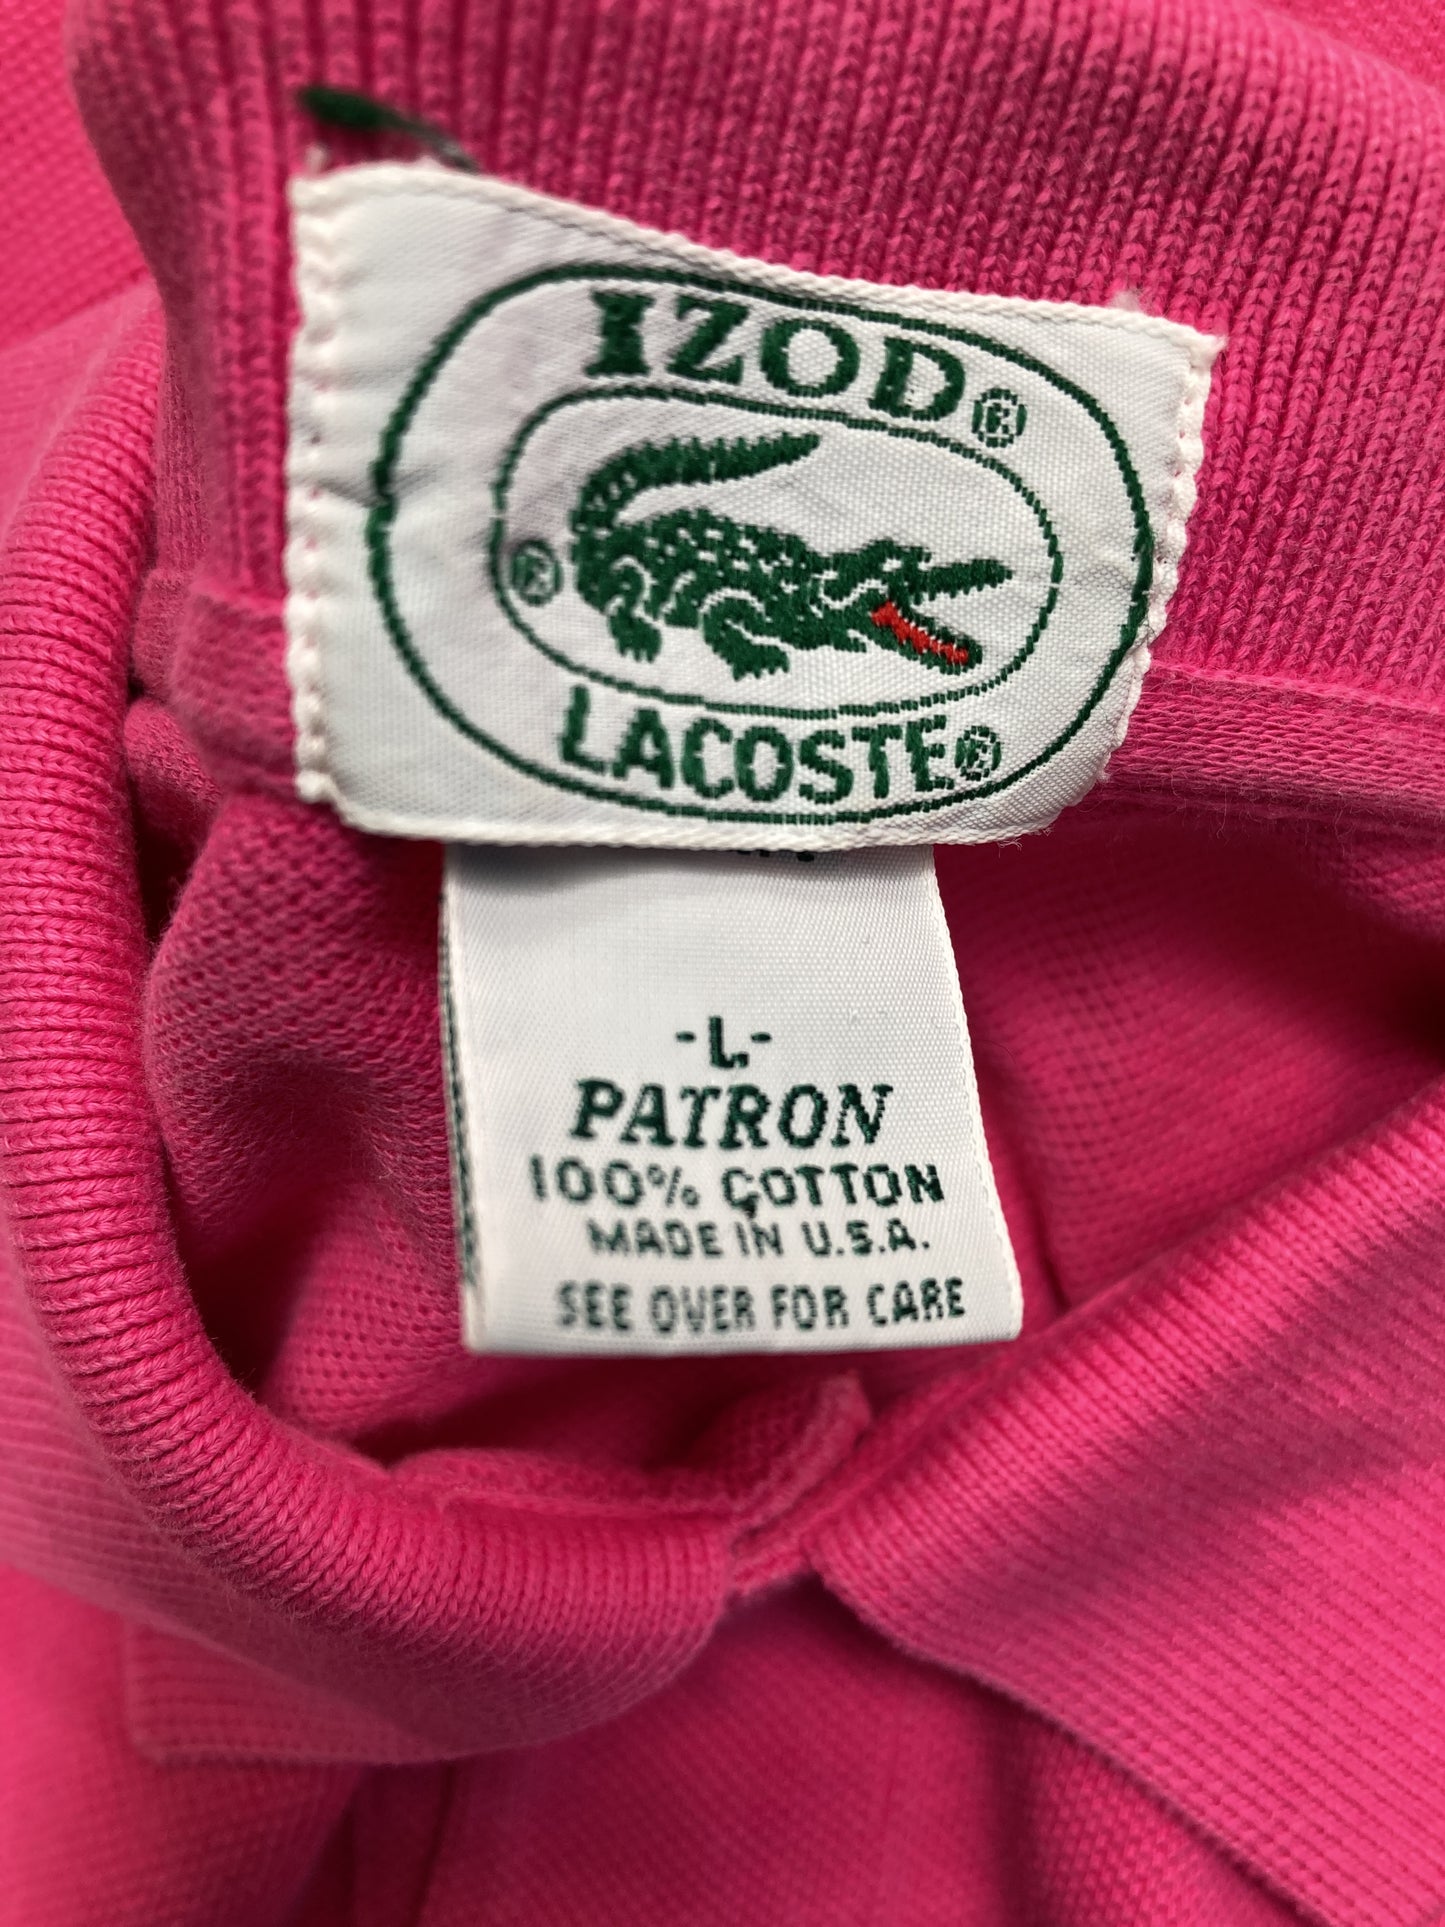 IZOD®
®
LACOSTE®
-L-
PATRON
100% COTTON
MADE IN U.S.A.
SEE OVER FOR CARE